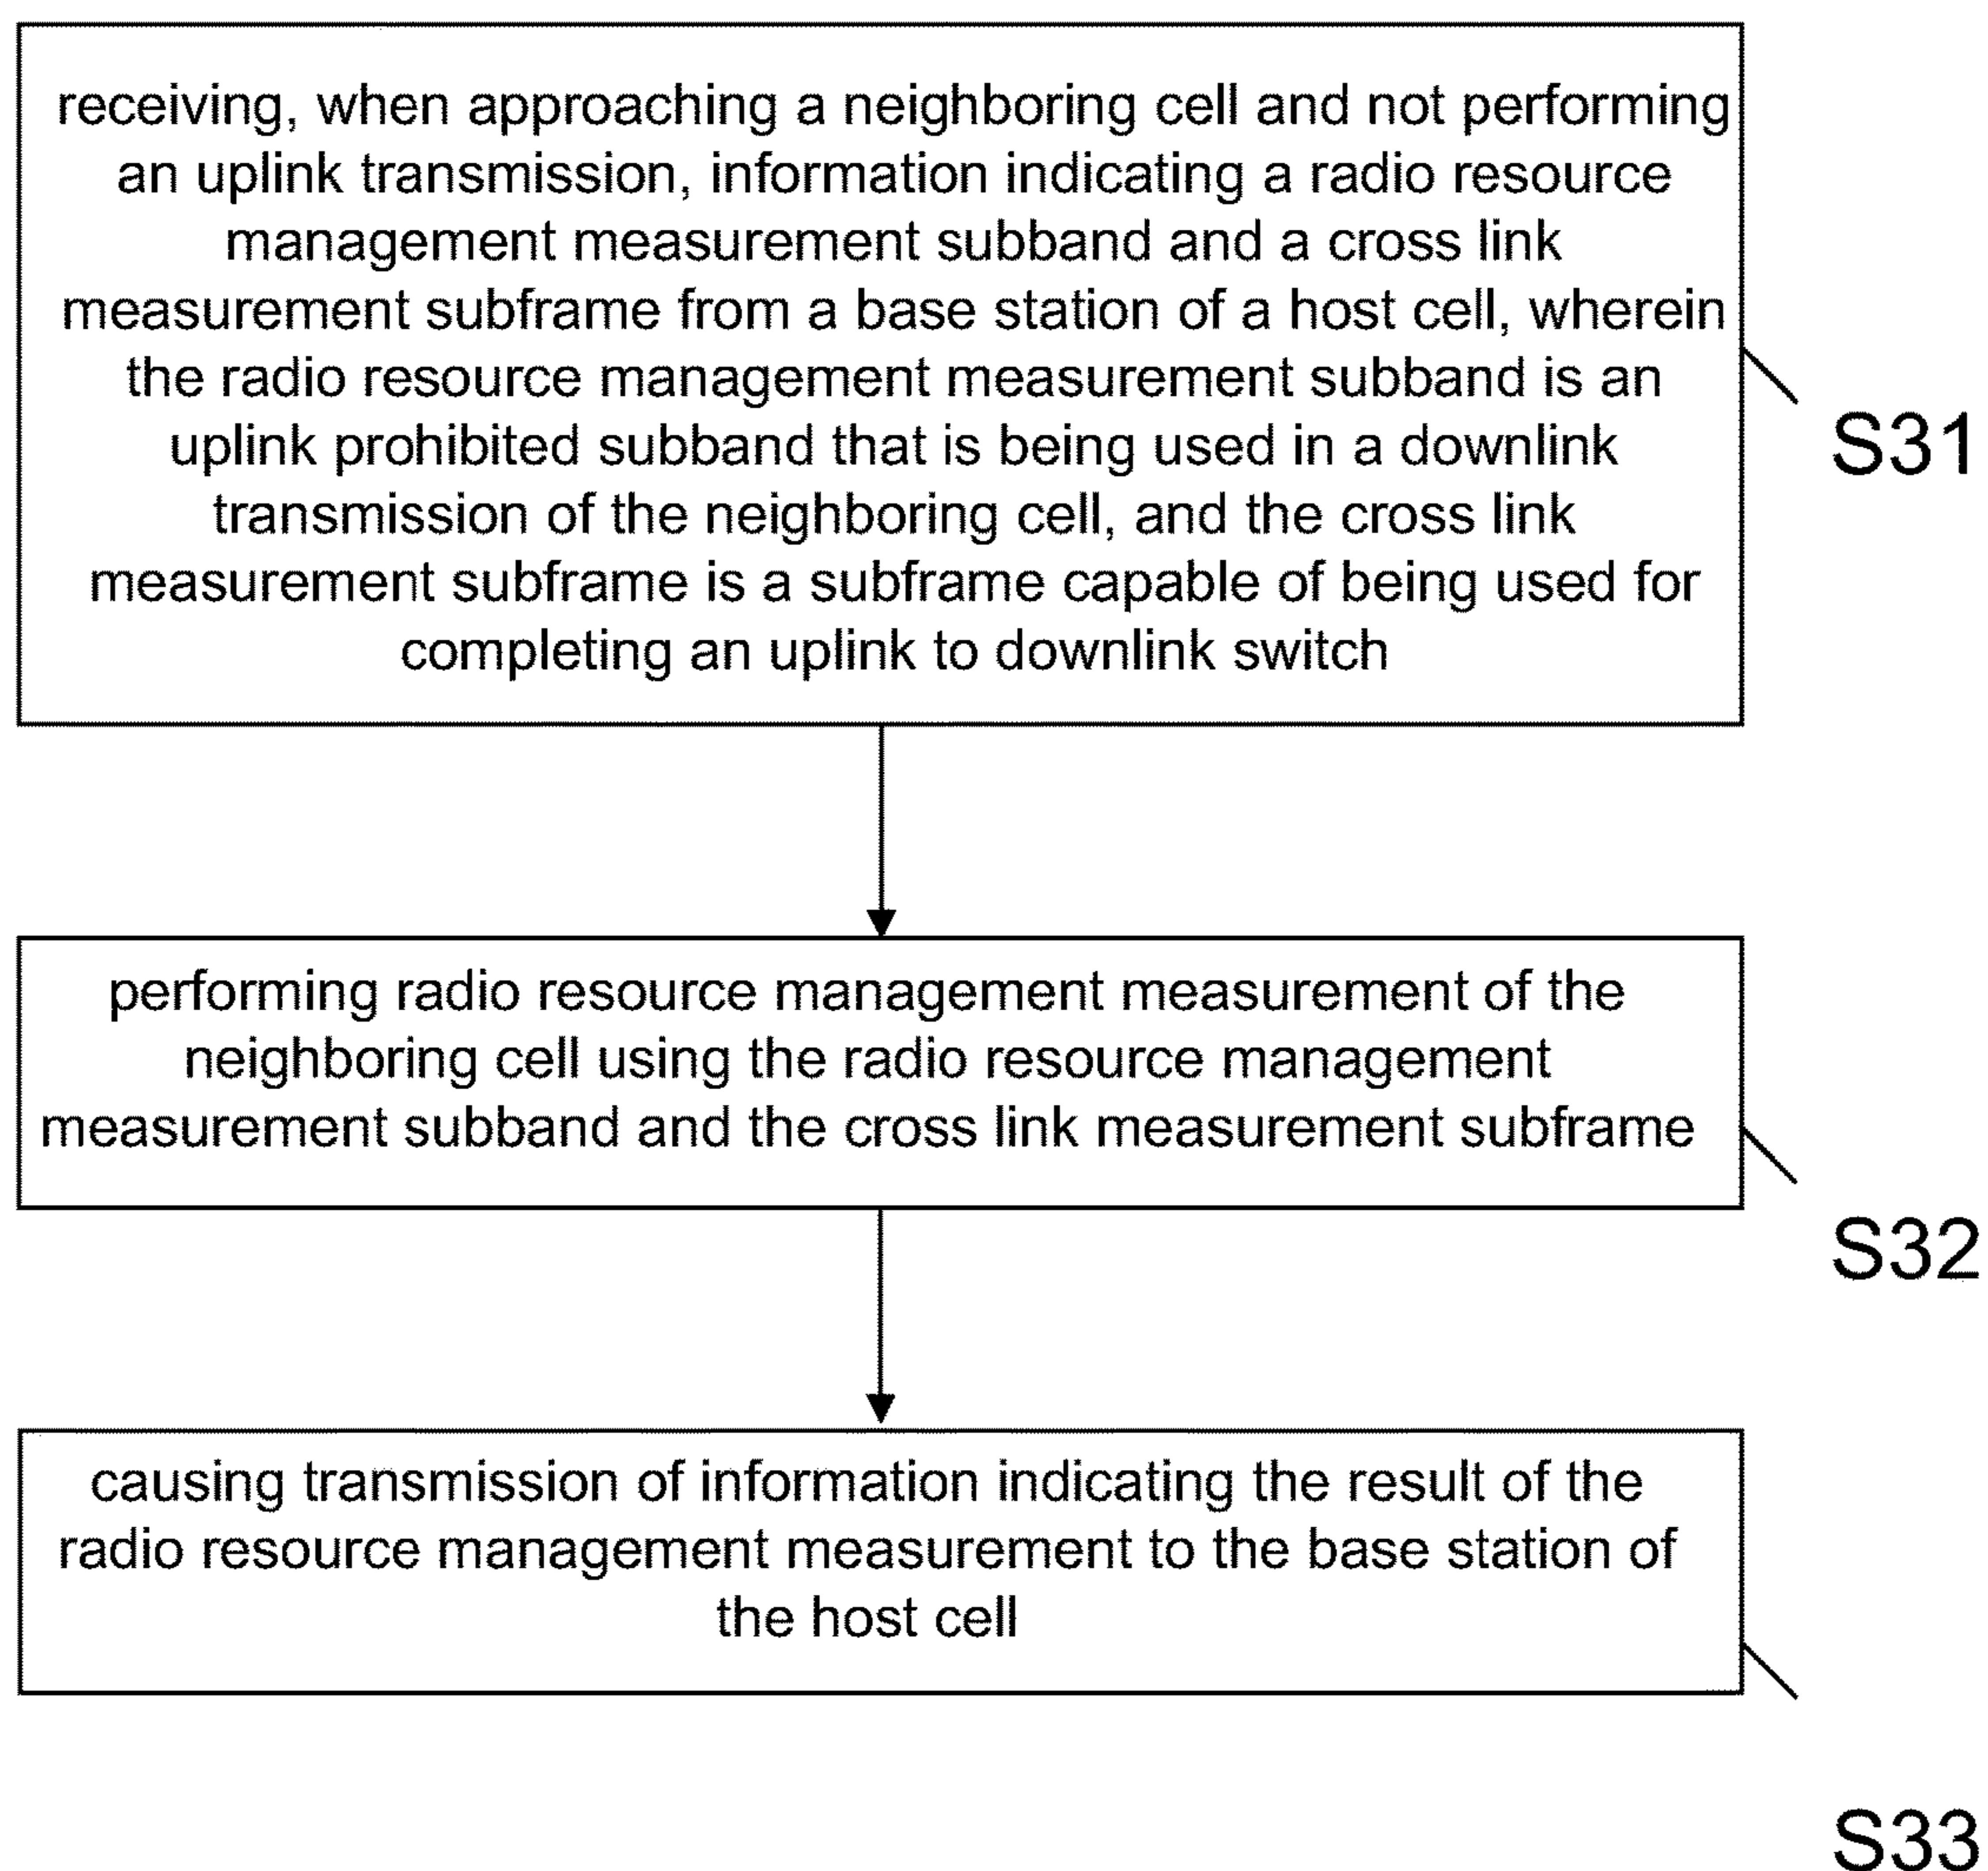 receiving, when approaching a neighboring cell and not performing
an uplink transmission, information indicating a radio resource
management measurement subband and a cross link
measurement subframe from a base station of a host cell, wherein
the radio resource management measurement subband is an
uplink prohibited subband that is being used in a downlink
transmission of the neighboring cell, and the cross link
measurement subframe is a subframe capable of being used for
completing an uplink to downlink switch
S31
performing radio resource management measurement of the
neighboring cell using the radio resource management
measurement subband and the cross link measurement subframe
S32
causing transmission of information indicating the result of the
radio resource management measurement to the base station of
the host cell
S33